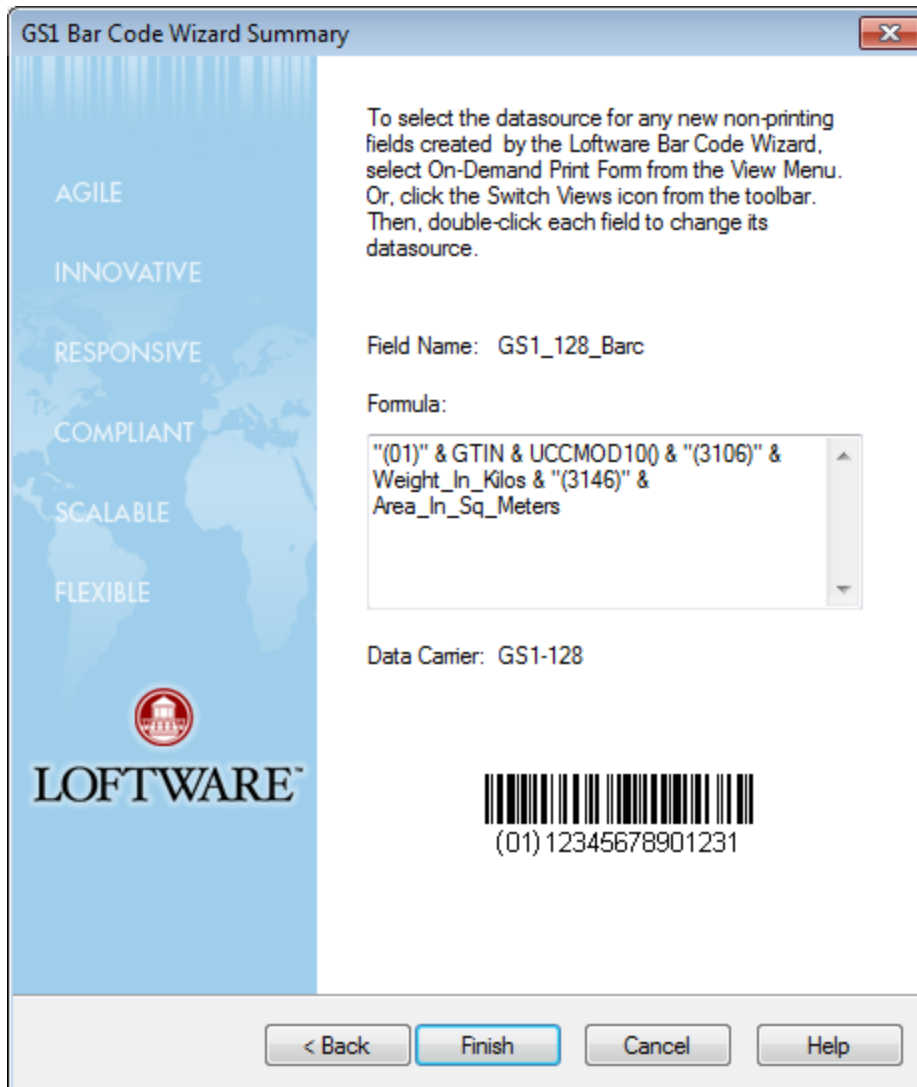 GS1 Bar Code Wizard Summary
AGILE
INNOVATIVE
RESPONSIVE
COMPLIANT
SCALABLE
FLEXIBLE
LOFTWARE™
To select the datasource for any new non-printing
fields created by the Loftware Bar Code Wizard,
select On-Demand Print Form from the View Menu.
Or, click the Switch Views icon from the toolbar.
Then, double-click each field to change its
datasource.
Field Name: GS1_128_Barc
Formula:
"(01)" & GTIN & UCCMOD10() & "(3106)" &
Weight_In_Kilos & "(3146)" &
Area_In_Sq_Meters
Data Carrier: GS1-128
(01) 12345678901231
< Back
Finish
Cancel
Help